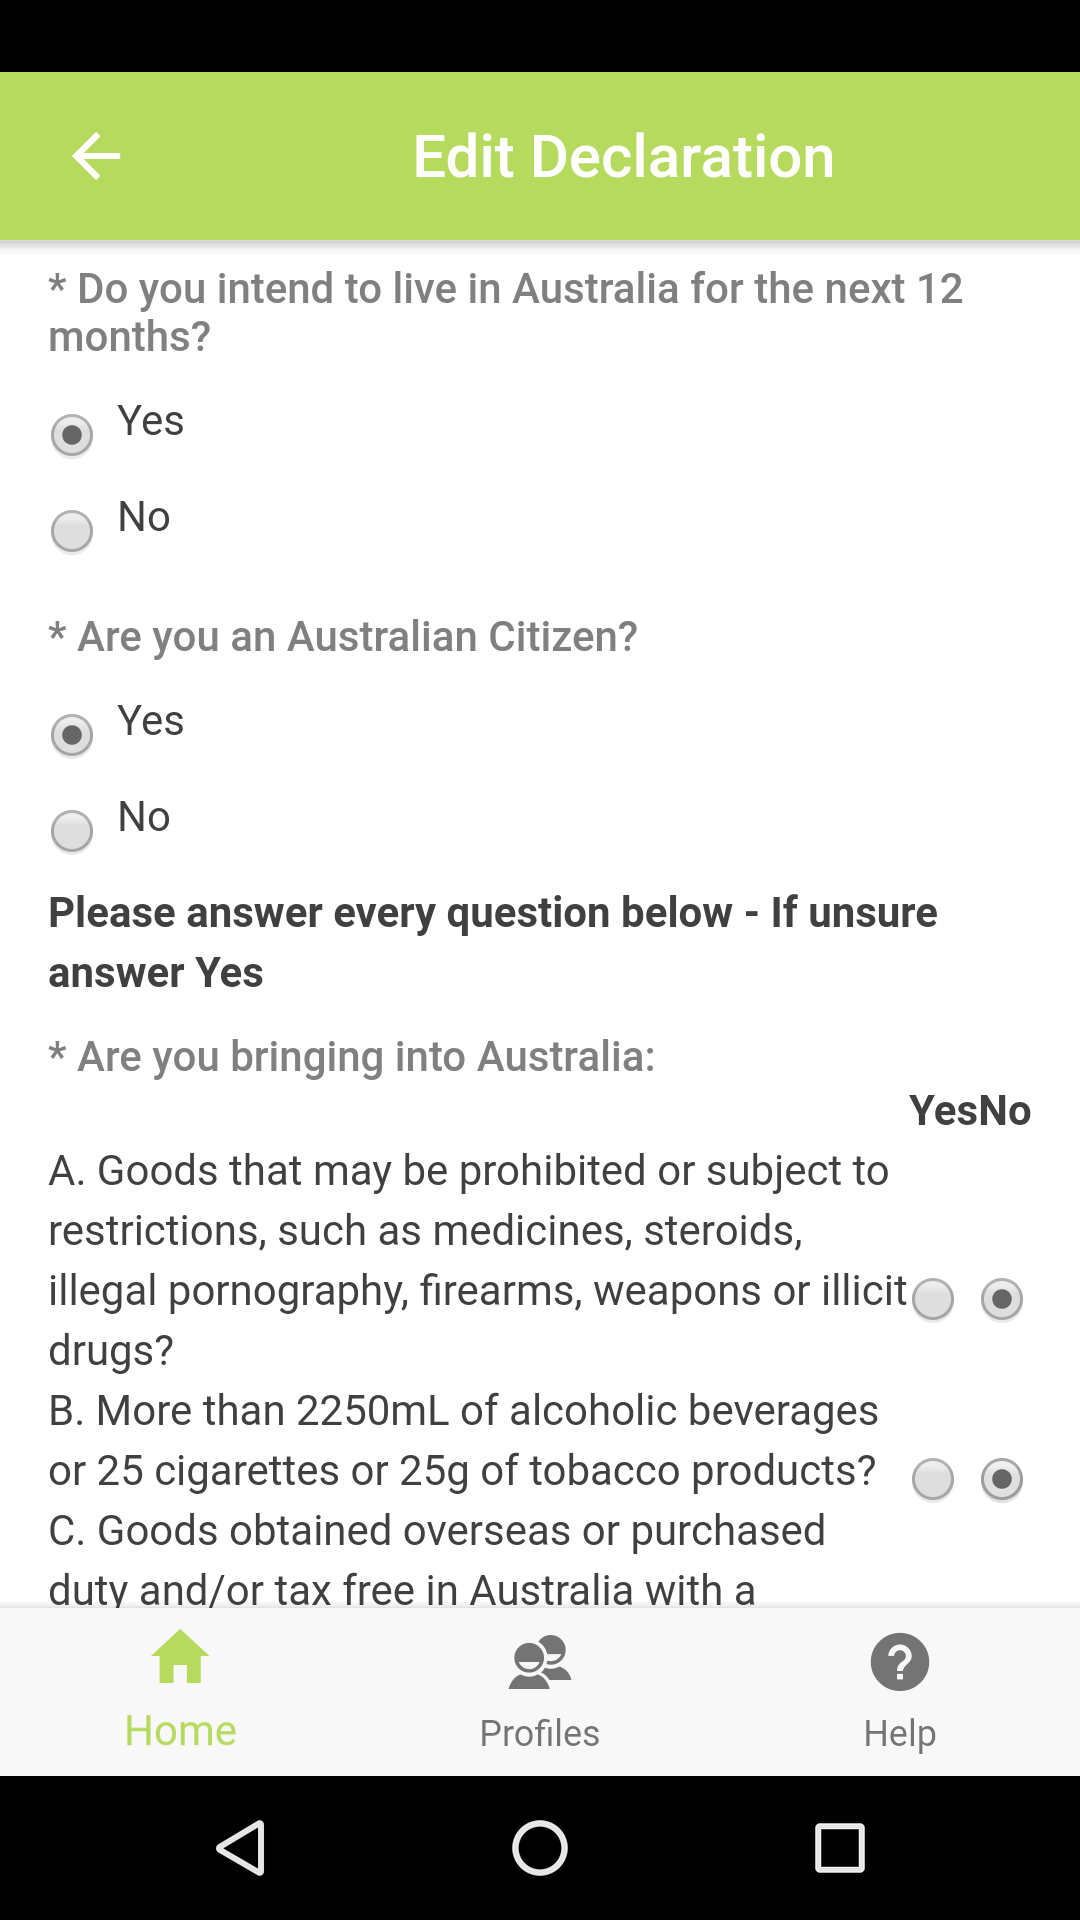 Edit Declaration
* Do you intend to live in Australia for the next 12
months?
Yes
No
* Are you an Australian Citizen?
Yes
No
Please answer every question below - If unsure
answer Yes
* Are you bringing into Australia:
YesNo
A. Goods that may be prohibited or subject to
restrictions, such as medicines, steroids,
illegal pornography, firearms, weapons or illicit
drugs?
B. More than 2250mL of alcoholic beverages
or 25 cigarettes or 25g of tobacco products?
C. Goods obtained overseas or purchased
duty and/or tax free in Australia with a
Home
Profiles
Help